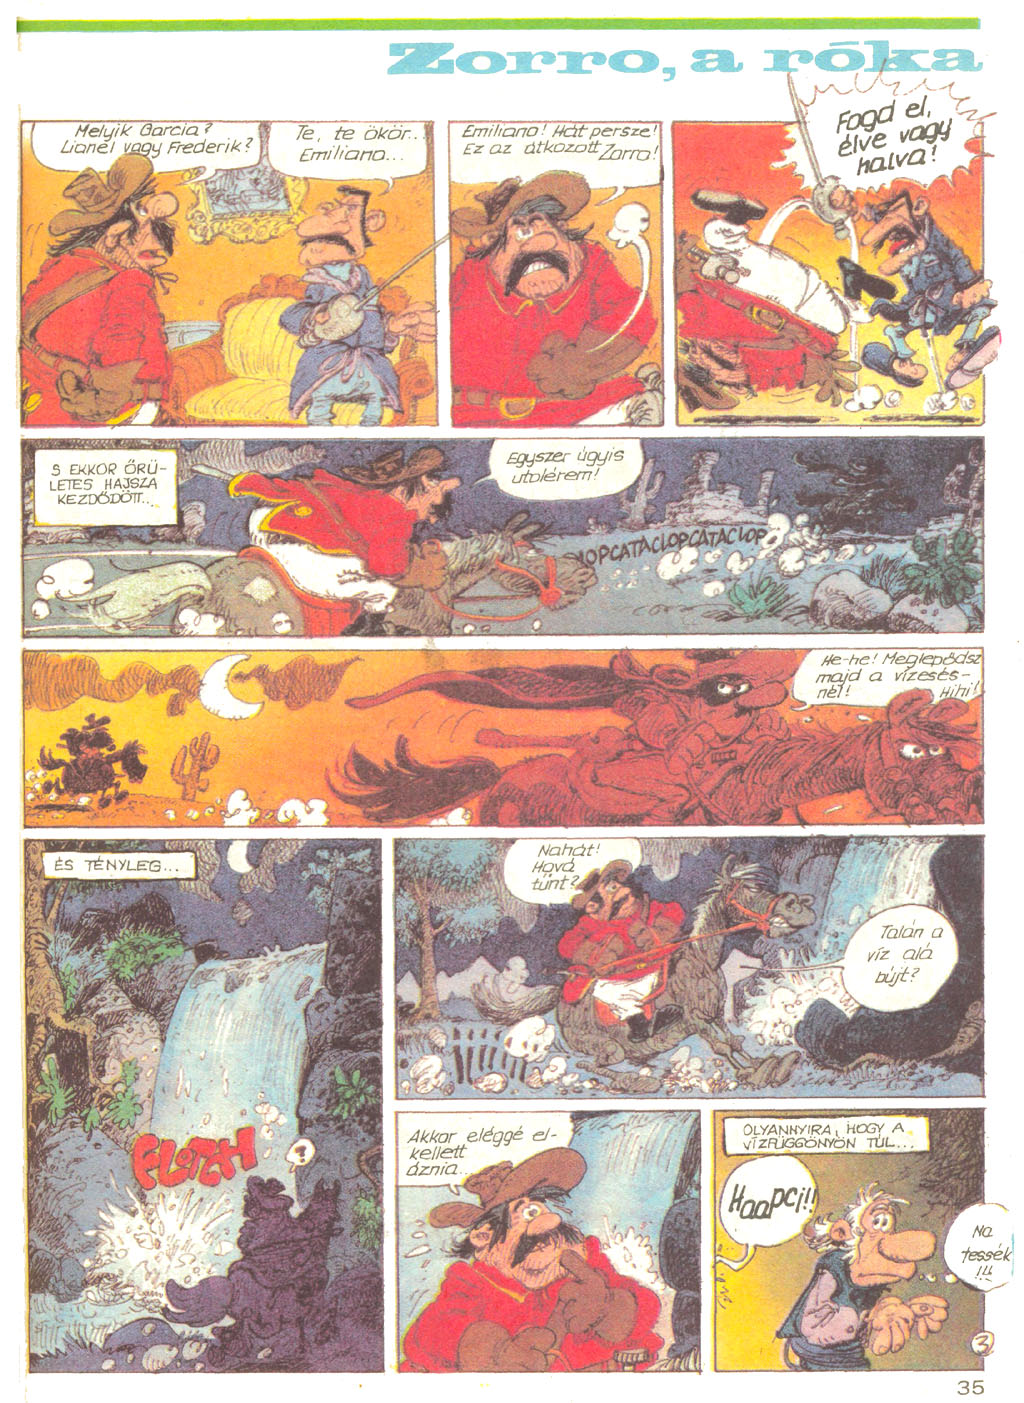 Zorro, a róka
Melyik Garcia?
Lionel vagy Frederik?
Te, te ökör...
Emiliano...
Emiliano! Hát persze!
Ez az átkozott Zorro!
Fogd el,
élve vagy
halva!
S EKKOR ŐRÜ-
LETES HAJSZA
KEZDŐDÖTT...
Egyszer úgyis
utolérem!
OPCATACLOPCATACLOP
He-he! Meglepődsz
majd a vízesés-
nél! Hihi!
ÉS TÉNYLEG...
?
Nahát!
Hová
tűnt?
Talán a
víz alá
bújt?
Akkor eléggé el-
kellett
áznia...
OLYANNYIRA, HOGY A
VÍZFÜGGÖNYÖN TÚL...
Haapci!!
Na
tessék
!!!
3
35